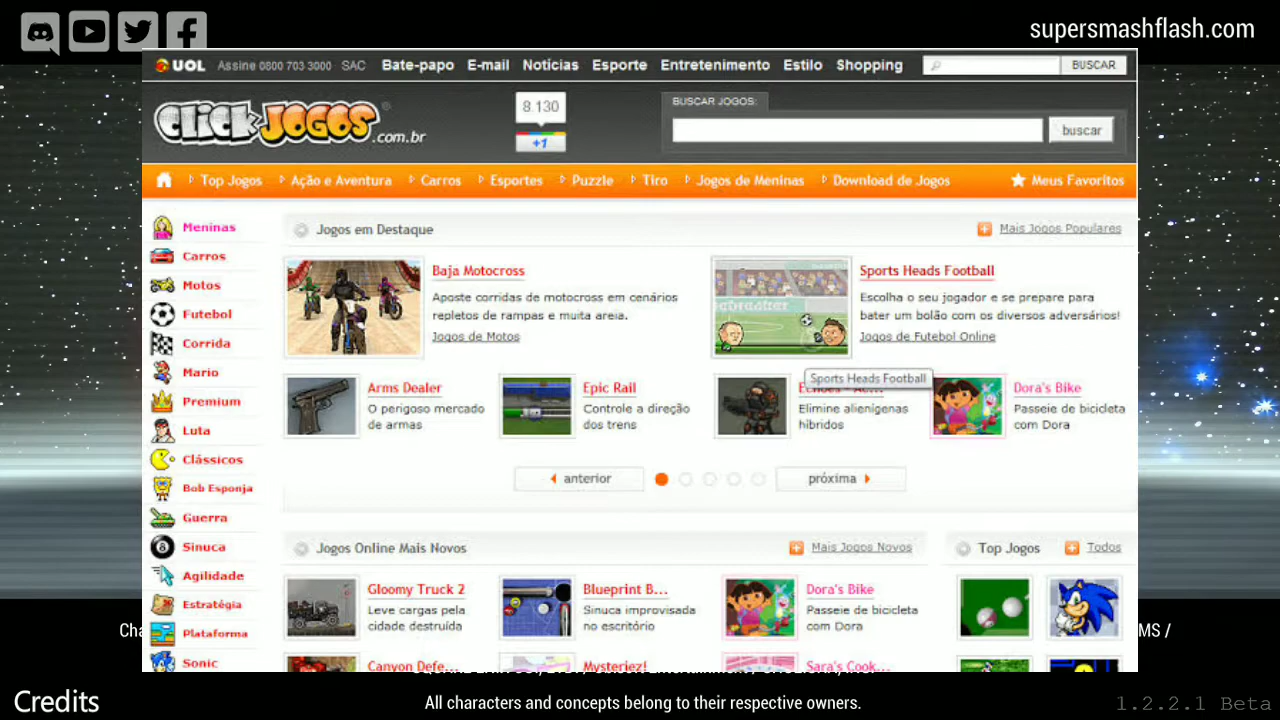 supersmashflash.com
UOL Assine 0800 703 3000 SAC Bate-papo E-mail Notícias Esporte Entretenimento Estilo Shopping BUSCAR
CLICK JOGOS .com.br
8.130
+1
BUSCAR JOGOS:
buscar
Top Jogos Ação e Aventura Carros Esportes Puzzle Tiro Jogos de Meninas Download de Jogos Meus Favoritos
Meninas
Carros
Motos
Futebol
Corrida
Mario
Premium
Luta
Clássicos
Bob Esponja
Guerra
Sinuca
Agilidade
Estratégia
Plataforma
Sonic
Jogos em Destaque
Mais Jogos Populares
Baja Motocross
Aposte corridas de motocross em cenários
repletos de rampas e muita areia.
Jogos de Motos
Sports Heads Football
Escolha o seu jogador e se prepare para
bater um bolão com os diversos adversários!
Jogos de Futebol Online
Sports Heads Football
Arms Dealer
O perigoso mercado
de armas
Epic Rail
Controle a direção
dos trens
Elimine alienígenas
híbridos
Dora's Bike
Passeie de bicicleta
com Dora
anterior
próxima
Jogos Online Mais Novos
Mais Jogos Novos
Gloomy Truck 2
Leve cargas pela
cidade destruída
Blueprint B...
Sinuca improvisada
no escritório
Dora's Bike
Passeie de bicicleta
com Dora
Canyon Defe...
Mysteriez!
Sara's Cook...
Top Jogos
Todos
Cha
MS /
Credits
All characters and concepts belong to their respective owners.
1.2.2.1 Beta